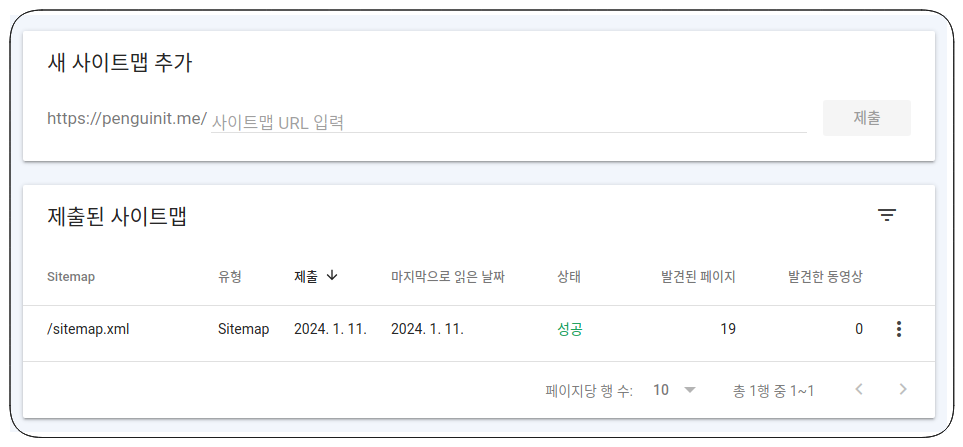 새 사이트맵 추가
https://penguinit.me/ 사이트맵 URL 입력 제출
제출된 사이트맵
Sitemap 유형 제출 마지막으로 읽은 날짜 상태 발견된 페이지 발견한 동영상
/sitemap.xml Sitemap 2024. 1. 11. 2024. 1. 11. 성공 19 0
페이지당 행 수: 10 총 1행 중 1~1